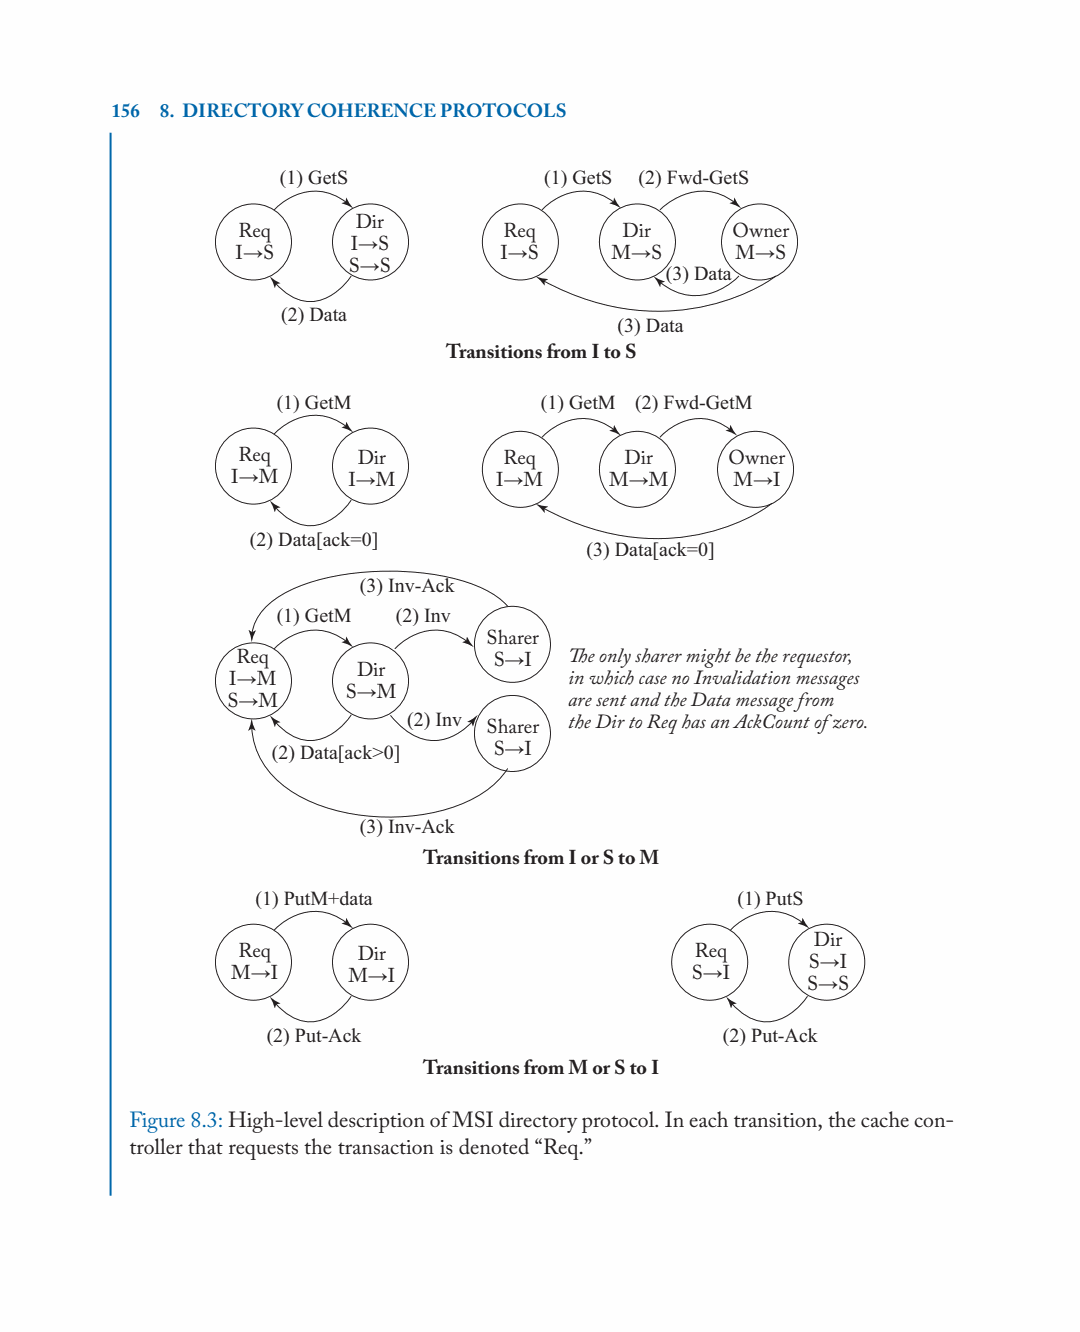 156 8. DIRECTORY COHERENCE PROTOCOLS
(1) GetS
Req
I→S
Dir
I→S
S→S
(2) Data
(1) GetS
(2) Fwd-GetS
Req
I→S
Dir
M→S
Owner
M→S
(3) Data
(3) Data
Transitions from I to S
(1) GetM
Req
I→M
Dir
I→M
(2) Data[ack=0]
(1) GetM
(2) Fwd-GetM
Req
I→M
Dir
M→M
Owner
M→I
(3) Data[ack=0]
(3) Inv-Ack
(1) GetM
(2) Inv
Req
I→M
S→M
Dir
S→M
Sharer
S→I
(2) Inv
Sharer
S→I
(2) Data[ack>0]
(3) Inv-Ack
The only sharer might be the requestor,
in which case no Invalidation messages
are sent and the Data message from
the Dir to Req has an AckCount of zero.
Transitions from I or S to M
(1) PutM+data
Req
M→I
Dir
M→I
(2) Put-Ack
(1) PutS
Req
S→I
Dir
S→I
S→S
(2) Put-Ack
Transitions from M or S to I
Figure 8.3: High-level description of MSI directory protocol. In each transition, the cache con-
troller that requests the transaction is denoted “Req.”